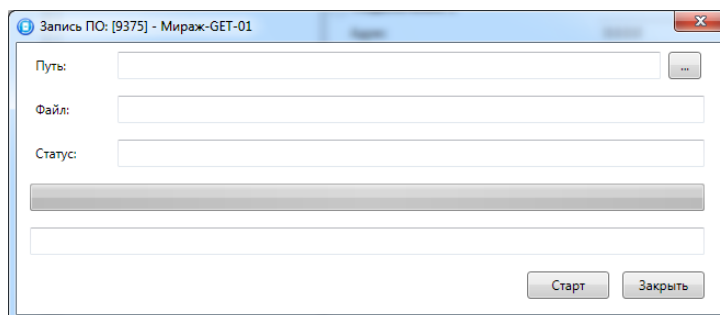 Запись ПО: [9375] - Мираж-GET-01
Путь:
...
Файл:
Статус:
Старт Закрыть